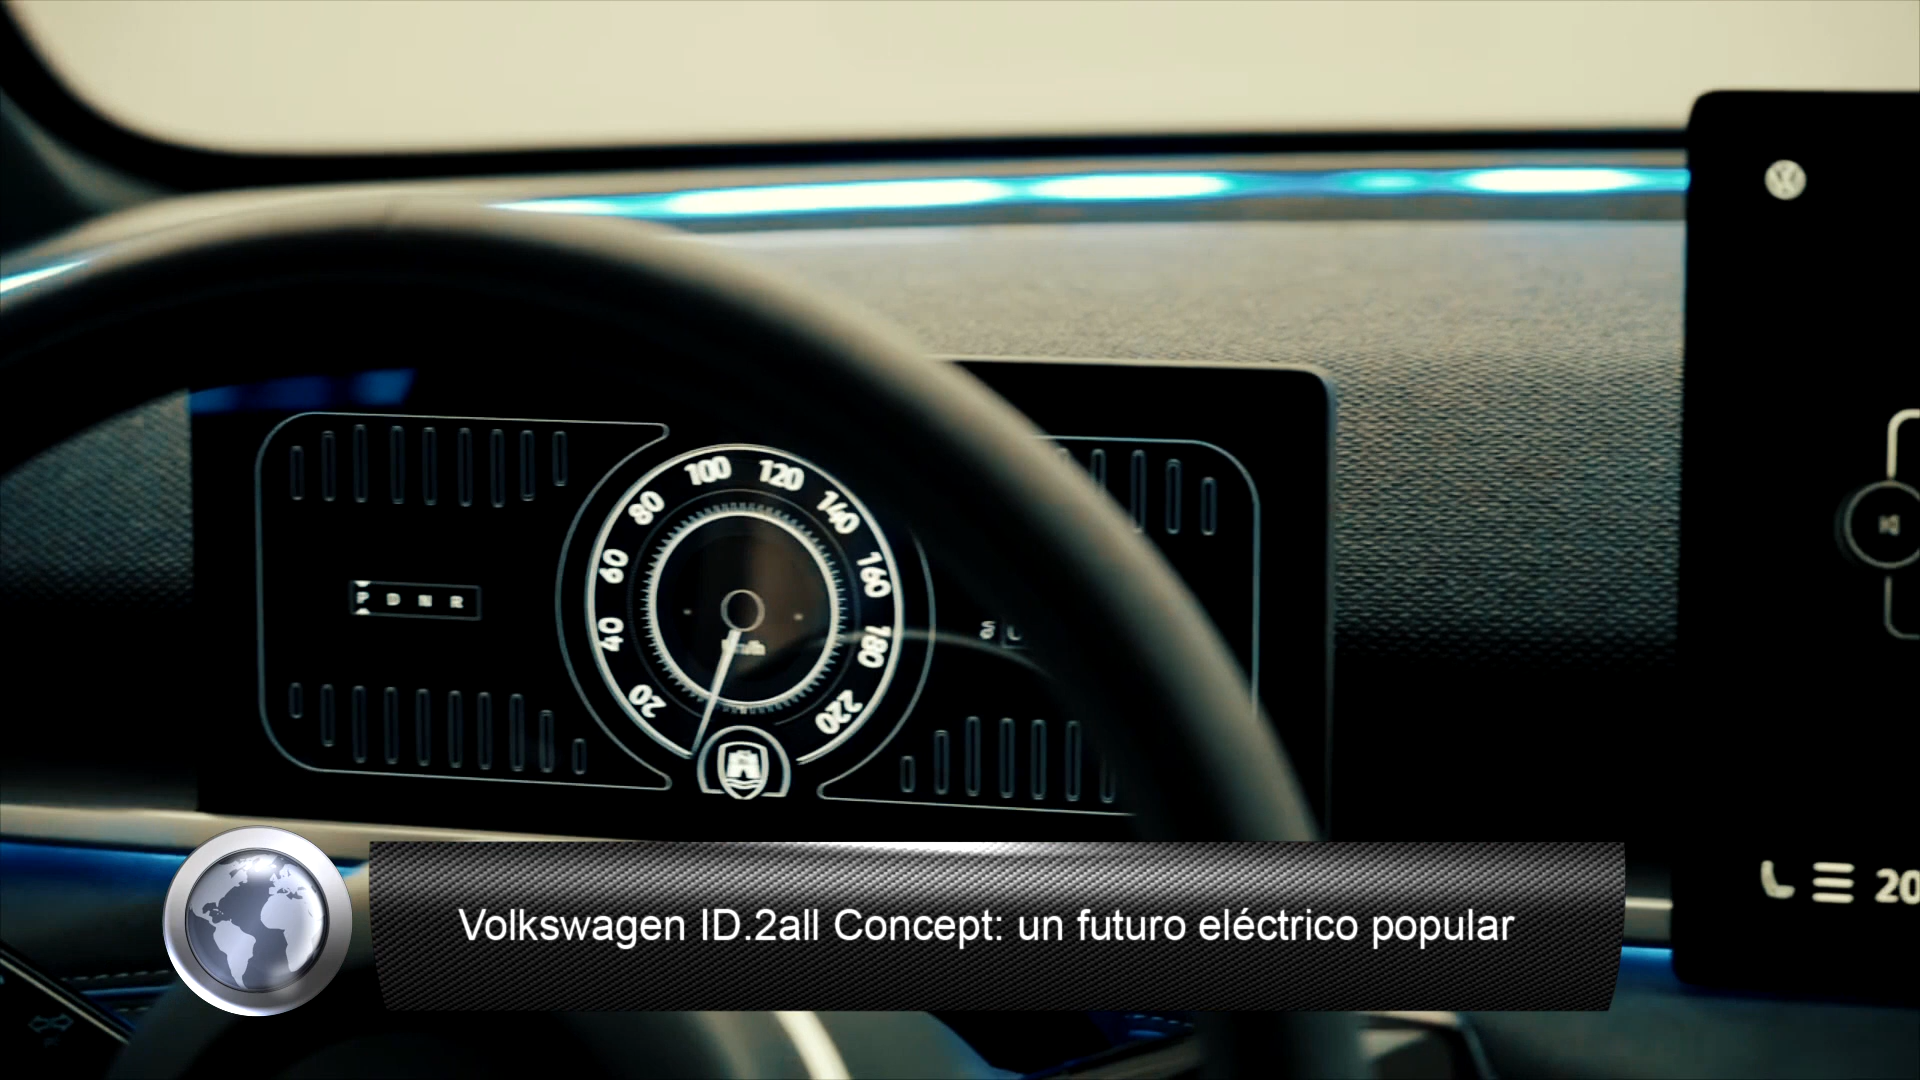 100 120
80 140
60 160
P D N R
40 180
km/h
20 220
20
Volkswagen ID.2all Concept: un futuro eléctrico popular